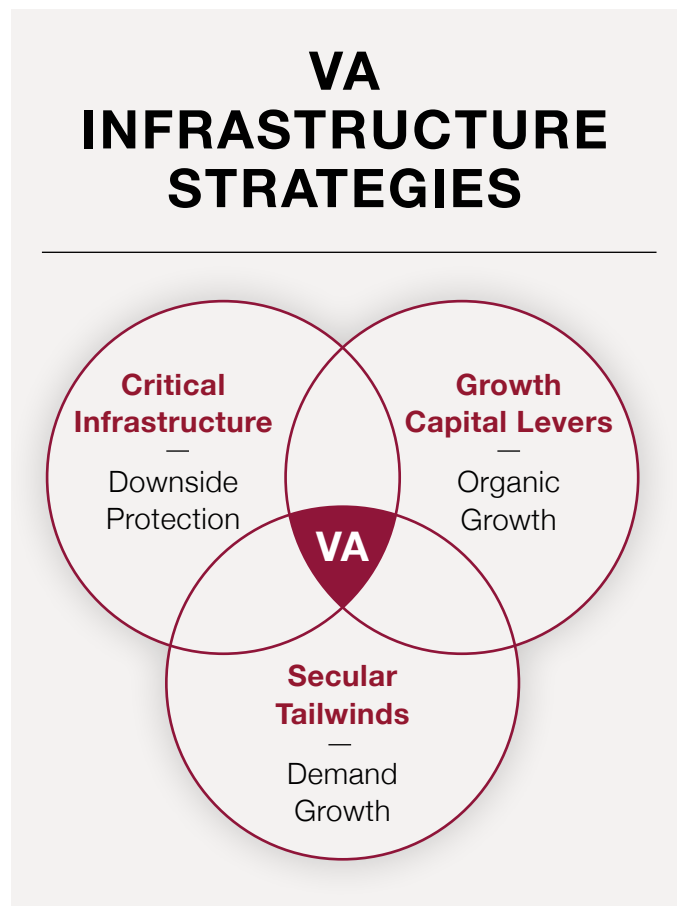 VA
INFRASTRUCTURE
STRATEGIES
Critical
Infrastructure
—
Downside
Protection
Growth
Capital Levers
—
Organic
Growth
VA
Secular
Tailwinds
—
Demand
Growth